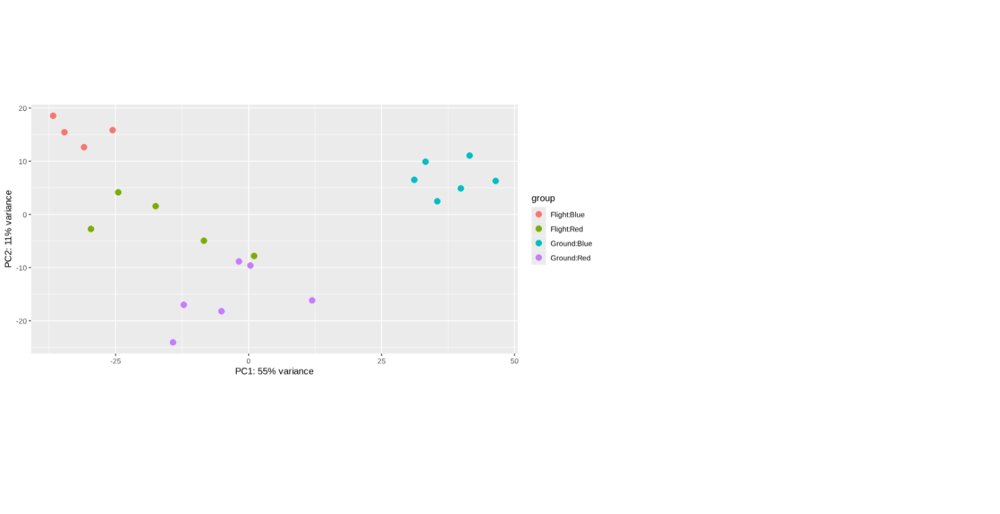 20
10
0
-10
-20
PC2: 11% variance
-25 0 25 50
PC1: 55% variance
group
Flight:Blue
Flight:Red
Ground:Blue
Ground:Red